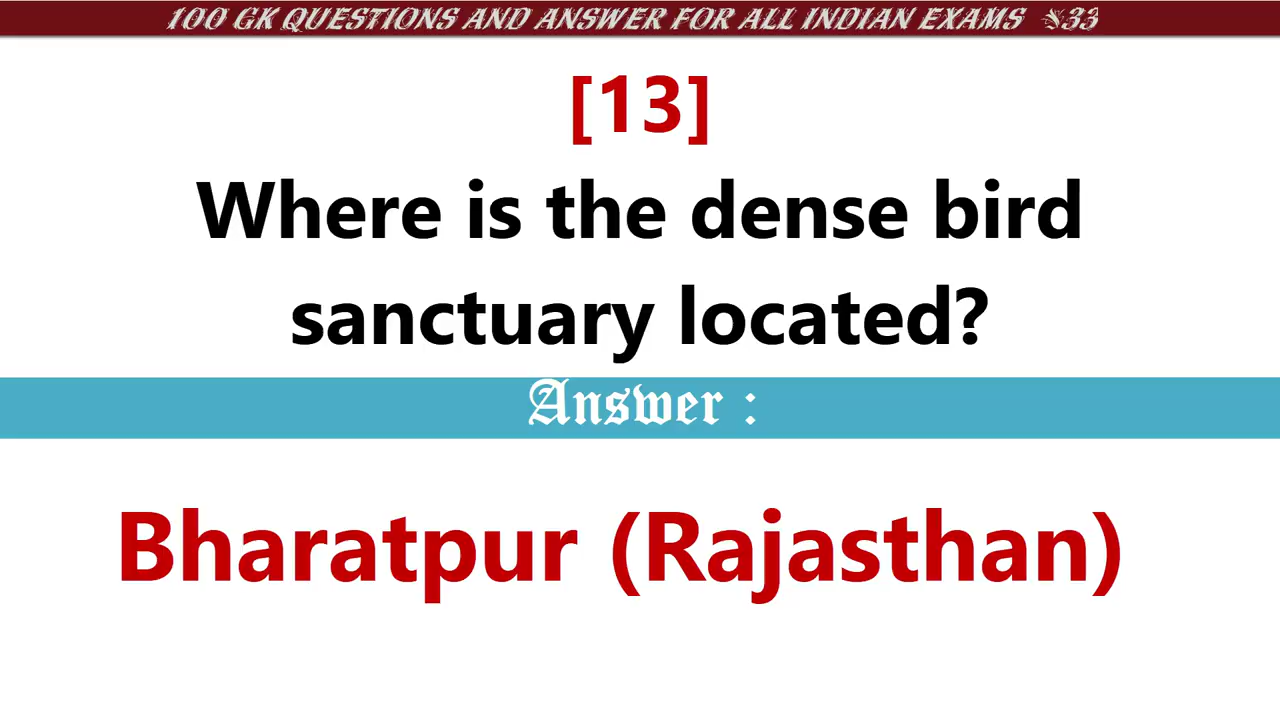 100 GK QUESTIONS AND ANSWER FOR ALL INDIAN EXAMS
[13]
Where is the dense bird
sanctuary located?
Answer :
Bharatpur (Rajasthan)